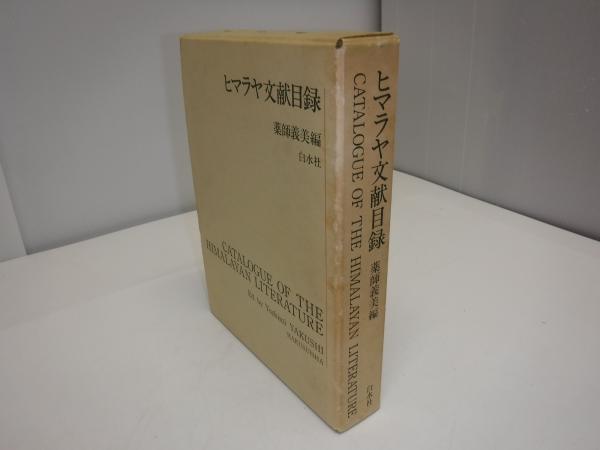 ヒマラヤ文献目録
薬師義美編
白水社
CATALOGUE OF THE
HIMALAYAN LITERATURE
Ed. by Yoshimi YAKUSHI
HAKUSUISHA
ヒマラヤ文献目録 薬師義美編 白水社
CATALOGUE OF THE HIMALAYAN LITERATURE